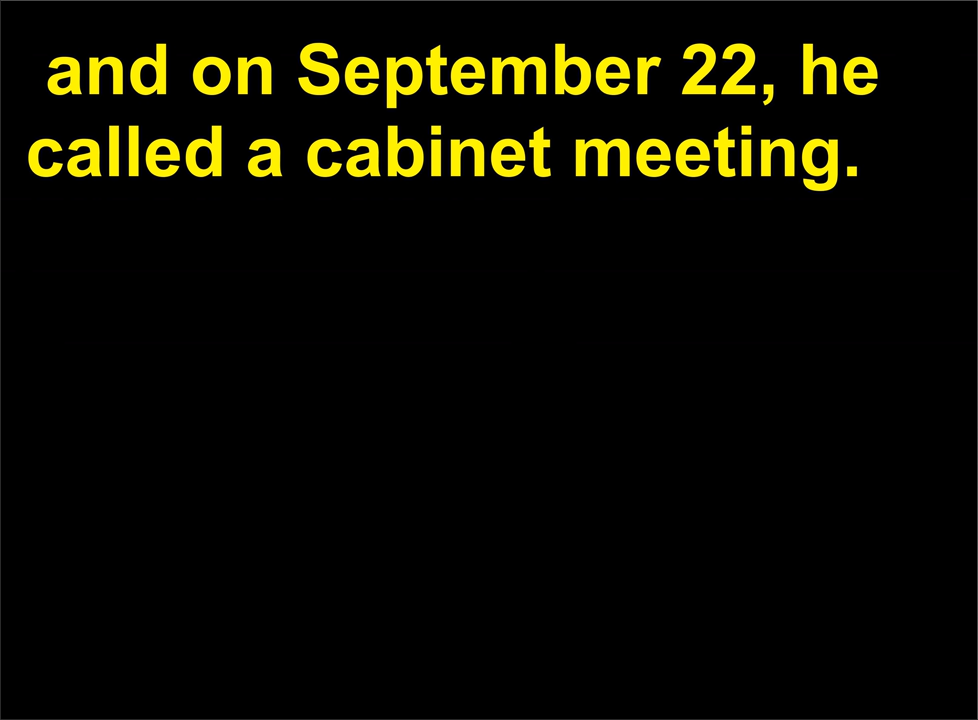 and on September 22, he
called a cabinet meeting.